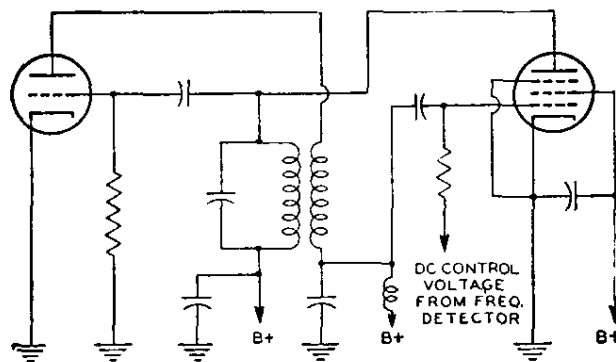 DC CONTROL
VOLTAGE
FROM FREQ.
DETECTOR
B+
B+
B+